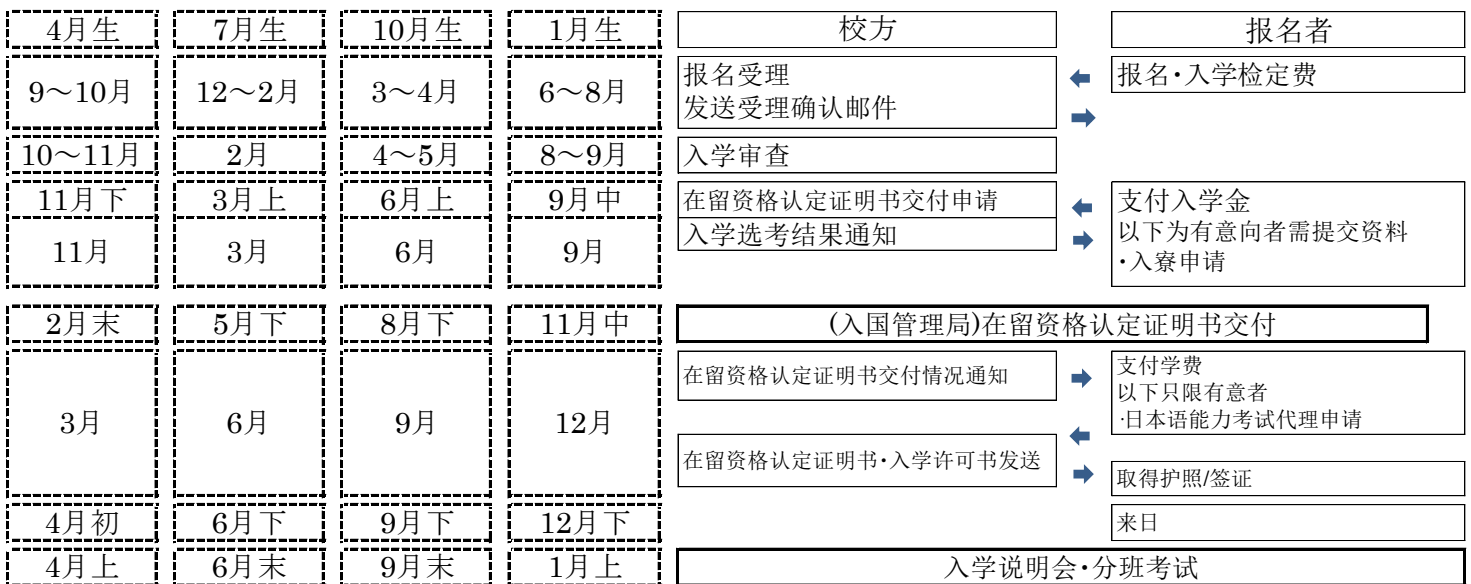 4月生 7月生 10月生 1月生 校方 报名者
9～10月 12～2月 3～4月 6～8月 报名受理 报名·入学检定费
发送受理确认邮件
10～11月 2月 4～5月 8～9月 入学审查
11月下 3月上 6月上 9月中 在留资格认定证明书交付申请 支付入学金
11月 3月 6月 9月 入学选考结果通知 以下为有意向者需提交资料
·入寮申请
2月末 5月下 8月下 11月中 (入国管理局)在留资格认定证明书交付
3月 6月 9月 12月 在留资格认定证明书交付情况通知 支付学费
以下只限有意者
·日本语能力考试代理申请
在留资格认定证明书·入学许可书发送 取得护照/签证
4月初 6月下 9月下 12月下 来日
4月上 6月末 9月末 1月上 入学说明会·分班考试